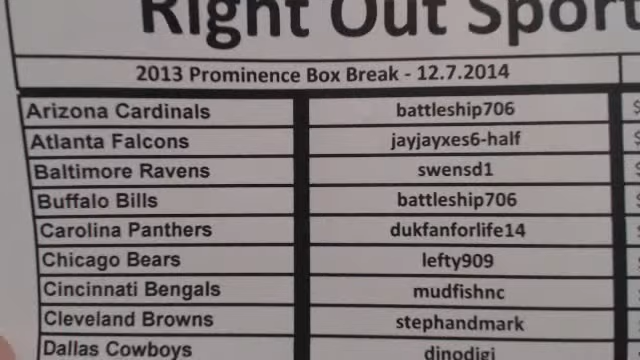 Right Out Sport
2013 Prominence Box Break - 12.7.2014
Arizona Cardinals battleship706 $
Atlanta Falcons jayjayxes6-half $
Baltimore Ravens swensd1 $
Buffalo Bills battleship706 $
Carolina Panthers dukfanforlife14 $
Chicago Bears lefty909 $
Cincinnati Bengals mudfishnc
Cleveland Browns stephandmark
Dallas Cowboys dinodigi